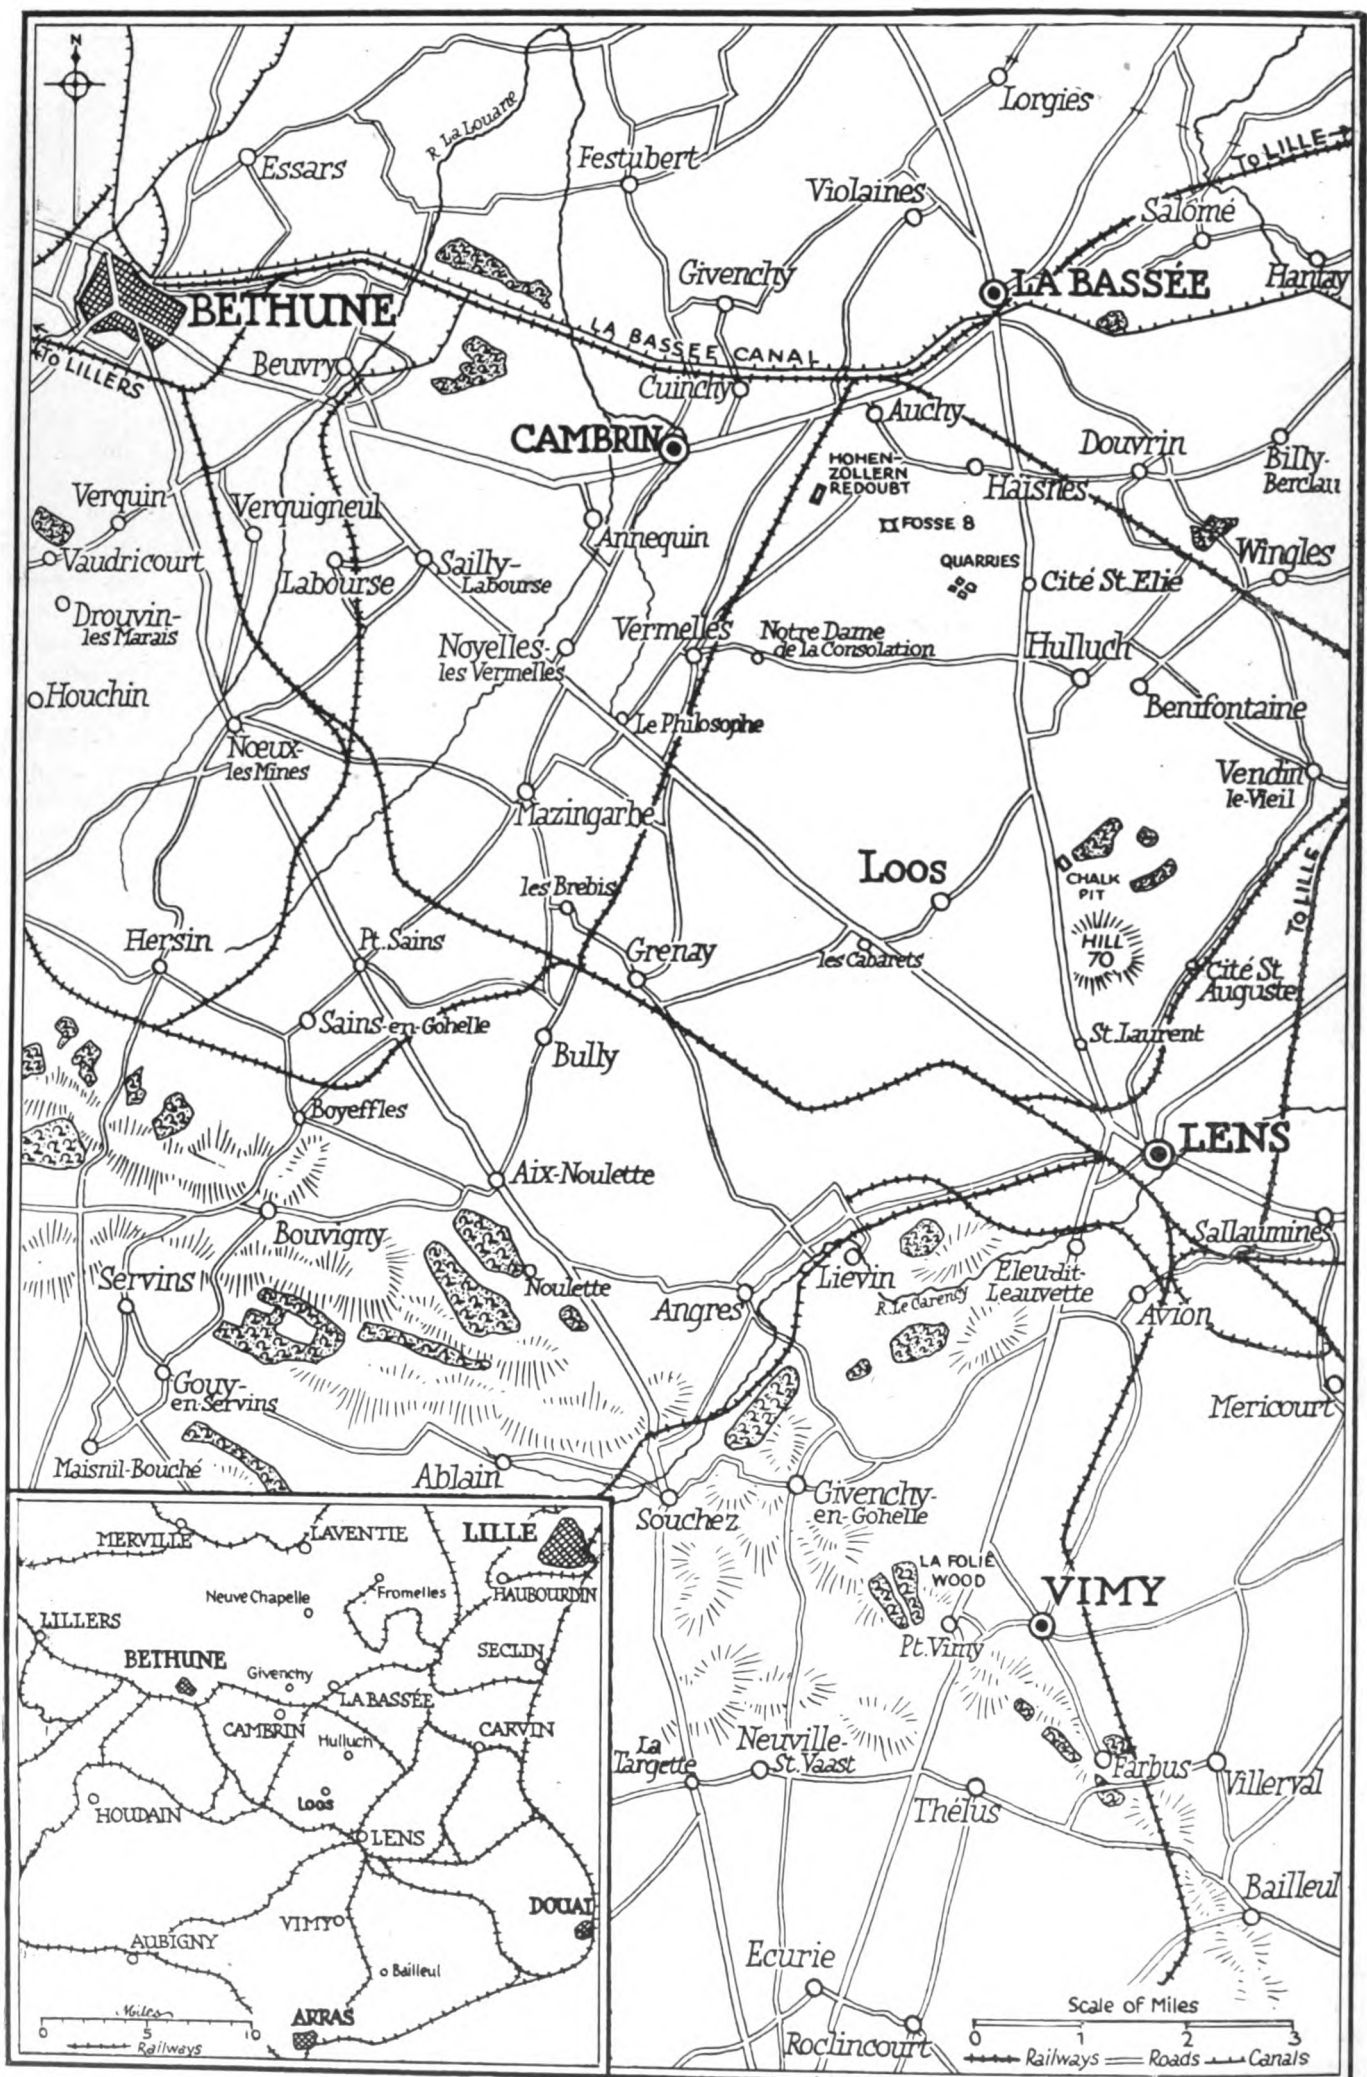 N
Lorgies
R La Louane
TO LILLE
Essars
Festubert
Violaines
Salomé
Hantay
Givenchy
LA BASSÉE
BETHUNE
LA BASSEE CANAL
TO LILLERS
Beuvry
Cuinchy
Auchy
CAMBRIN
Douvrin
Billy-
Berclau
HOHEN-
ZOLLERN
REDOUBT
Haisnes
Verquin
Verquigneul
FOSSE 8
Annequin
Wingles
Vaudricourt
Labourse
Sailly-
Labourse
QUARRIES
Cité St. Elie
Drouvin-
les Marais
Noyelles-
les Vermelles
Vermelles
Notre Dame
de la Consolation
Hulluch
Houchin
Benifontaine
Le Philosophe
Nœux-
les Mines
Vendin
le-Vieil
Mazingarbe
Loos
CHALK
PIT
les Brebis
TO LILLE
Hersin
Pt. Sains
Grenay
les Cabarets
HILL
70
Cité St
Auguste
Sains-en-Gohelle
Bully
St. Laurent
Boyeffles
LENS
Aix-Noulette
Bouvigny
Sallaumines
Servins
Noulette
Lievin
Eleu-dit-
Leauvette
R. Le Carency
Angres
Avion
Gouy-
en-Servins
Mericourt
Maisnil-Bouché
Ablain
Souchez
Givenchy-
en-Gohelle
LA FOLIE
WOOD
VIMY
Pt. Vimy
La
Targette
Neuville-
St. Vaast
Farbus
Villerval
Thélus
Bailleul
Ecurie
Roclincourt
Scale of Miles
0 1 2 3
Railways Roads Canals
MERVILLE
LAVENTIE
LILLE
Neuve Chapelle
Fromelles
HAUBOURDIN
LILLERS
BETHUNE
Givenchy
SECLIN
LA BASSÉE
CAMBRIN
Hulluch
CARVIN
HOUDAIN
Loos
LENS
DOUAI
VIMY
AUBIGNY
Bailleul
ARRAS
Miles
0 5 10
Railways